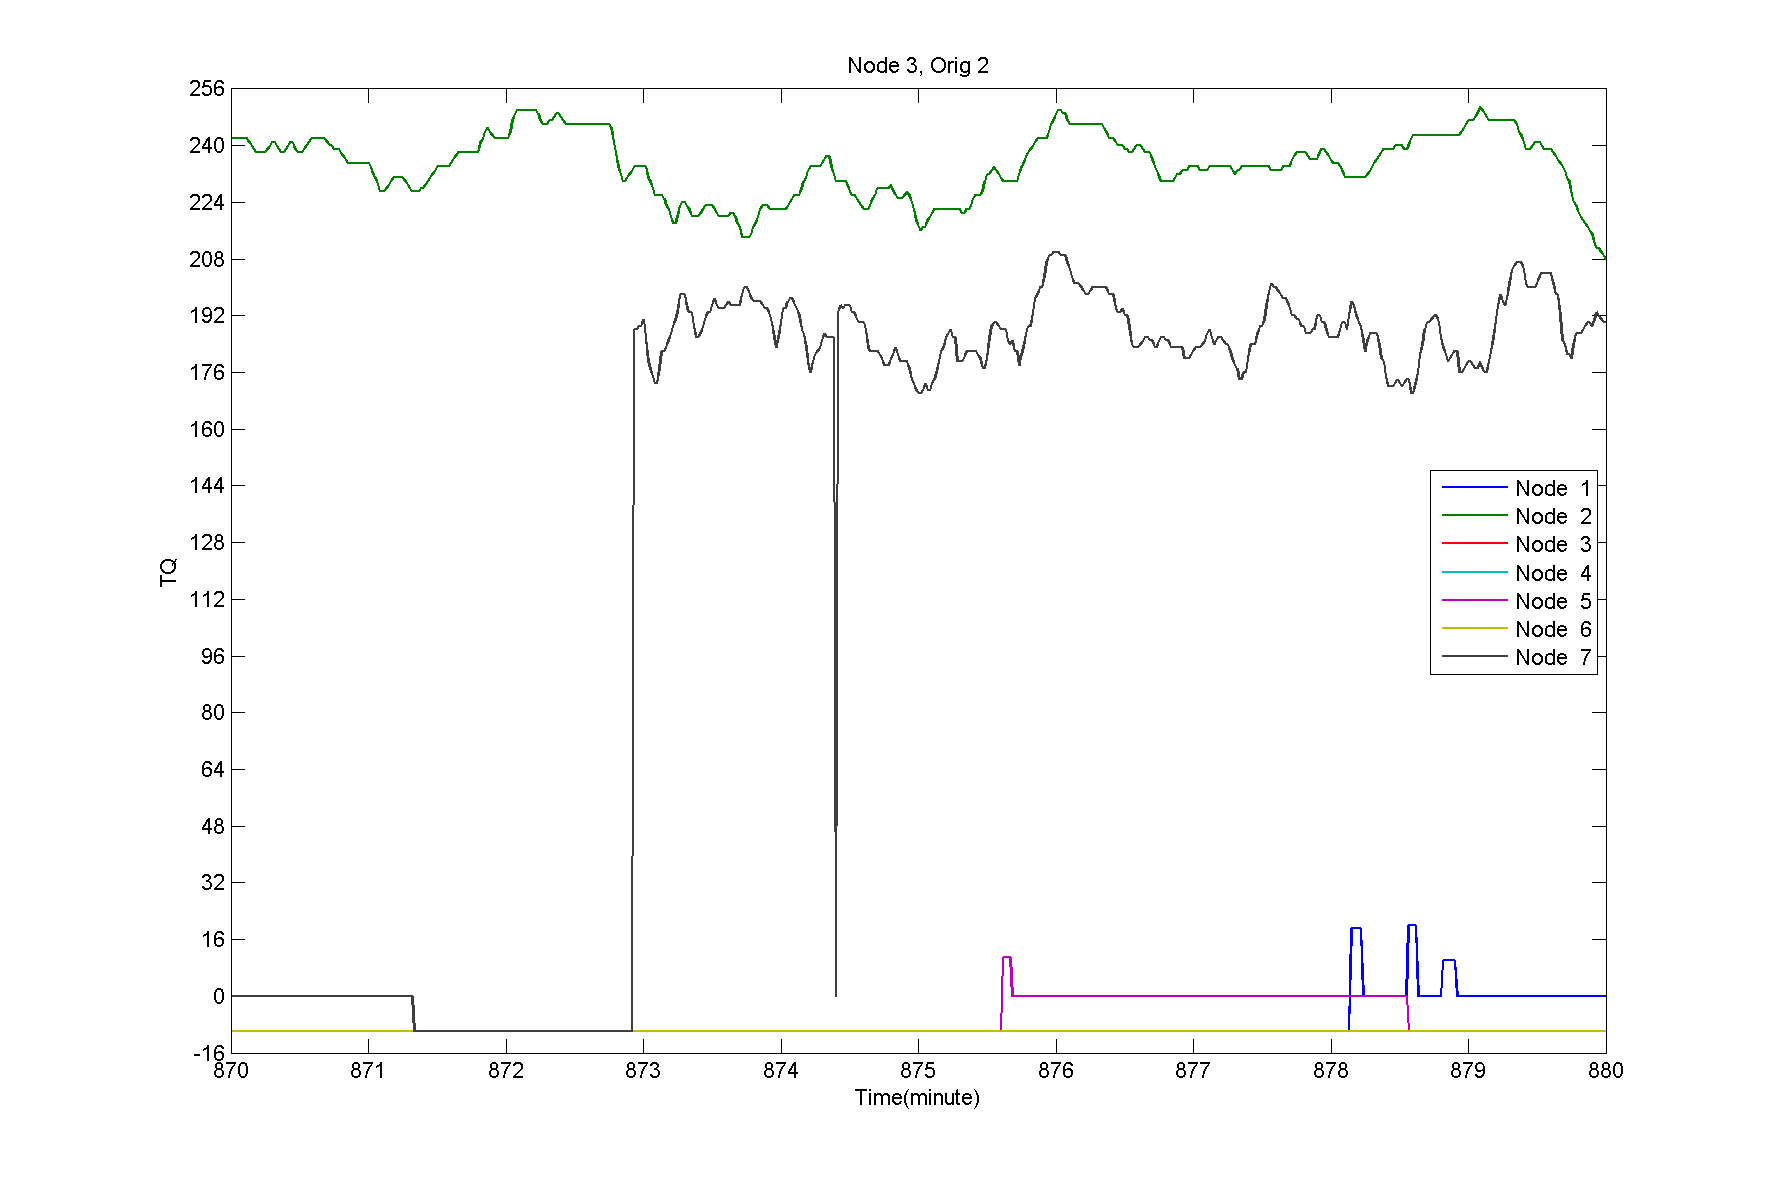 Node 3, Orig 2
256
240
224
208
192
176
160
144
128
112
96
80
64
48
32
16
0
-16
TQ
Node 1
Node 2
Node 3
Node 4
Node 5
Node 6
Node 7
870 871 872 873 874 875 876 877 878 879 880
Time(minute)